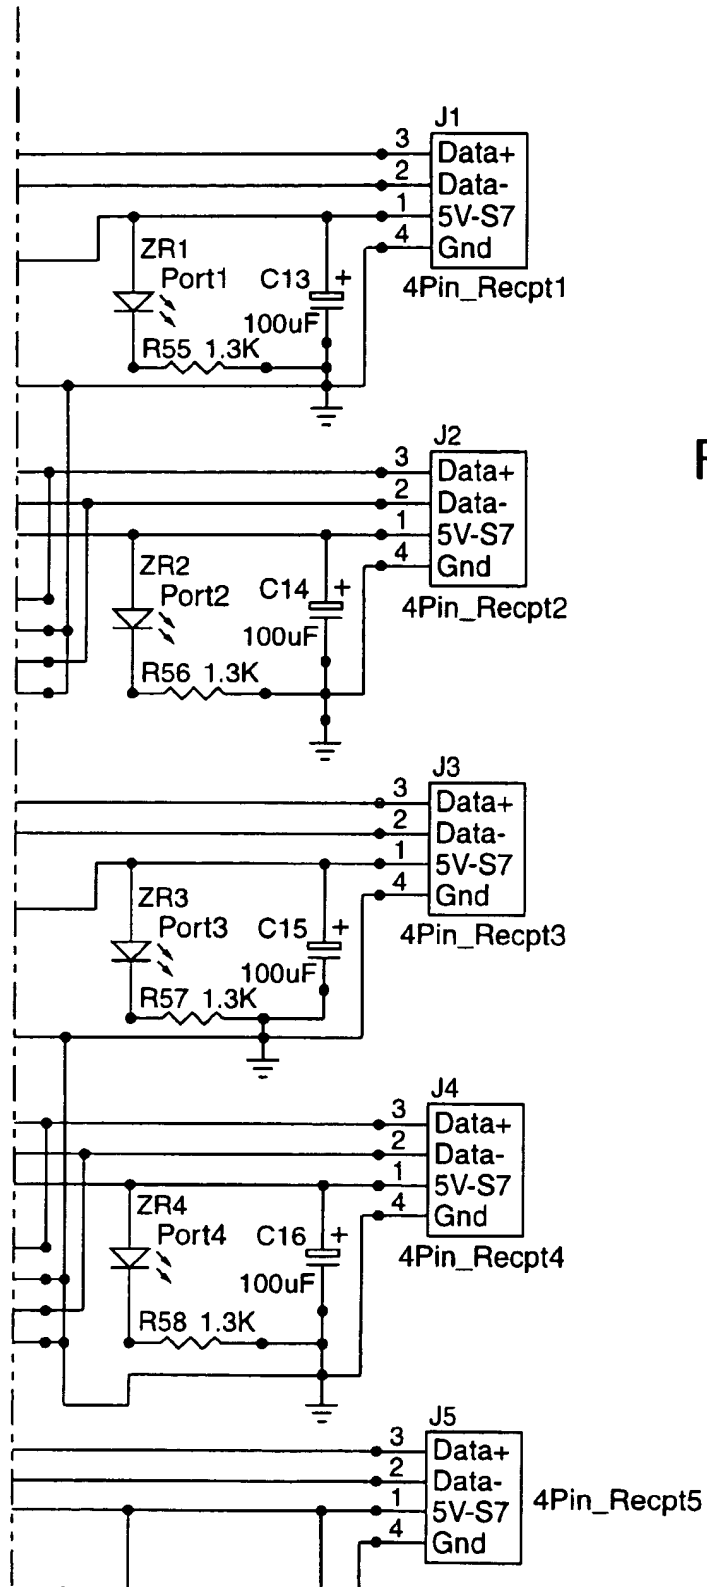 J1
3 Data+
2 Data-
1 5V-S7
4 Gnd
4Pin_Recpt1
ZR1
Port1
C13 +
100uF
R55 1.3K
J2
3 Data+
2 Data-
1 5V-S7
4 Gnd
4Pin_Recpt2
ZR2
Port2
C14 +
100uF
R56 1.3K
J3
3 Data+
2 Data-
1 5V-S7
4 Gnd
4Pin_Recpt3
ZR3
Port3
C15 +
100uF
R57 1.3K
J4
3 Data+
2 Data-
1 5V-S7
4 Gnd
4Pin_Recpt4
ZR4
Port4
C16 +
100uF
R58 1.3K
J5
3 Data+
2 Data-
1 5V-S7
4 Gnd
4Pin_Recpt5